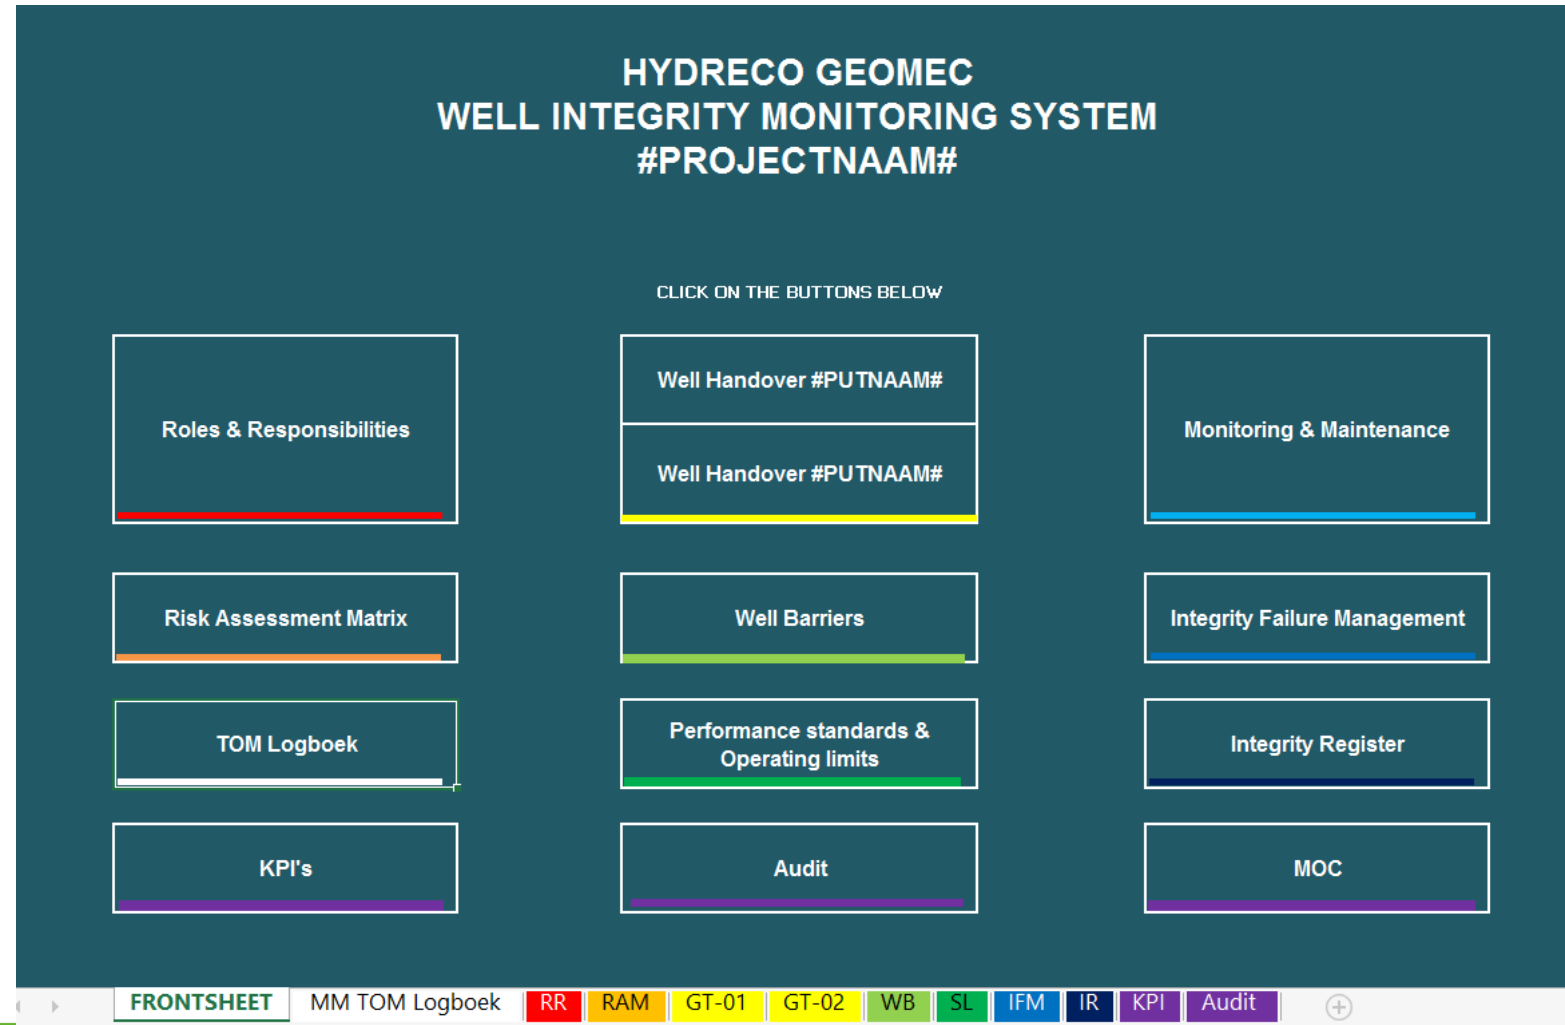 HYDRECO GEOMEC
WELL INTEGRITY MONITORING SYSTEM
#PROJECTNAAM#
CLICK ON THE BUTTONS BELOW
Roles & Responsibilities
Well Handover #PUTNAAM#
Well Handover #PUTNAAM#
Monitoring & Maintenance
Risk Assessment Matrix
Well Barriers
Integrity Failure Management
TOM Logboek
Performance standards &
Operating limits
Integrity Register
KPI's
Audit
MOC
FRONTSHEET MM TOM Logboek RR RAM GT-01 GT-02 WB SL IFM IR KPI Audit